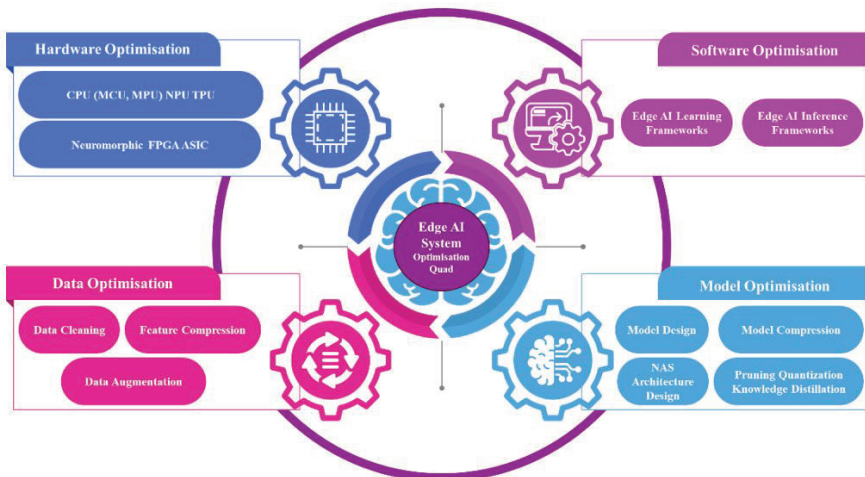 Hardware Optimisation
CPU (MCU, MPU) NPU TPU
Neuromorphic FPGA ASIC
Software Optimisation
Edge AI Learning
Frameworks
Edge AI Inference
Frameworks
Edge AI
System
Optimisation
Quad
Data Optimisation
Data Cleaning
Feature Compression
Data Augmentation
Model Optimisation
Model Design
Model Compression
NAS
Architecture
Design
Pruning Quantization
Knowledge Distillation